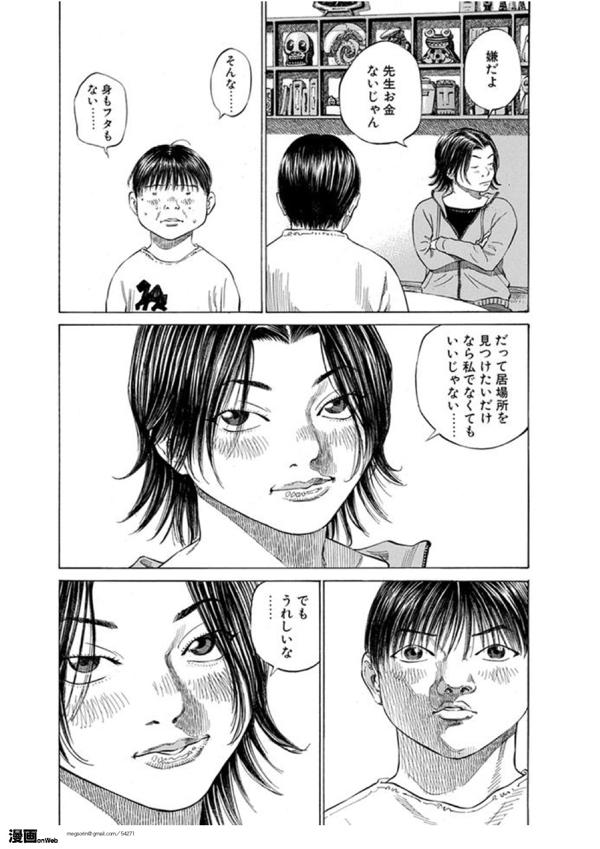 嫌だよ
先生お金
ないじゃん
そんな……
身もフタも
ない……
だって居場所を
見つけたいだけ
なら私でなくても
いいじゃない……
でも
うれしいな
……
漫画onWeb
megaorin@gmail.com/54271